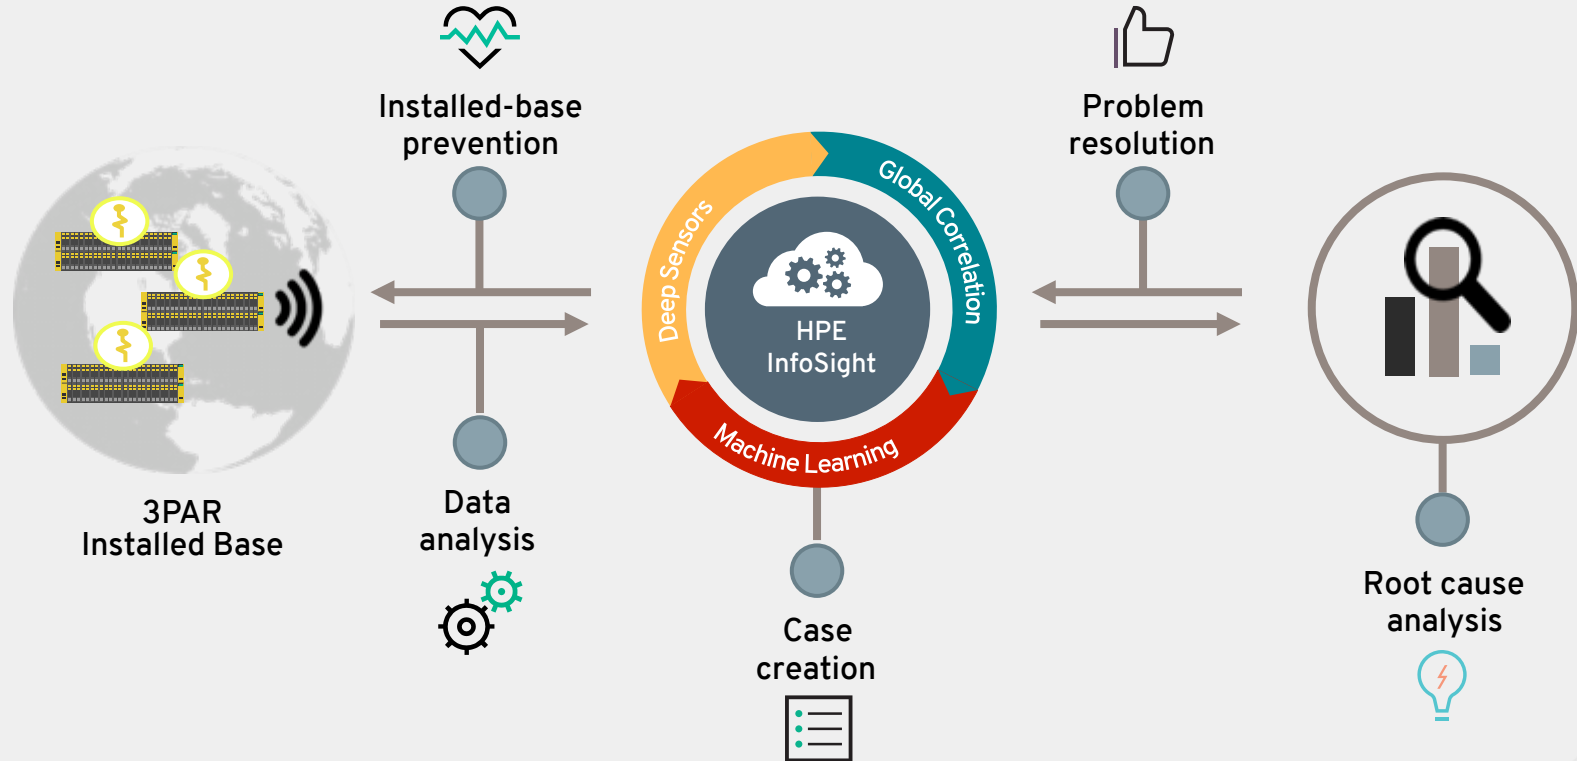 Installed-base
prevention
Problem
resolution
Deep Sensors
Global Correlation
Machine Learning
HPE
InfoSight
3PAR
Installed Base
Data
analysis
Case
creation
Root cause
analysis